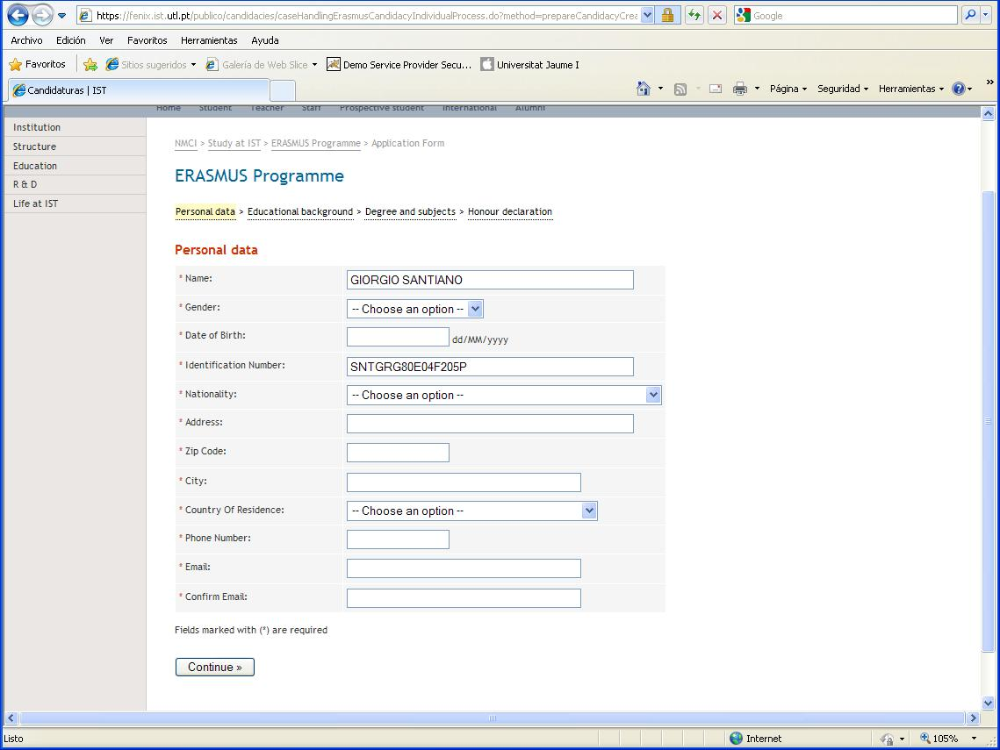 https://fenix.ist.utl.pt/publico/candidacies/caseHandlingErasmusCandidacyIndividualProcess.do?method=prepareCandidacyCrea
Google
Archivo Edición Ver Favoritos Herramientas Ayuda
Favoritos Sitios sugeridos Galería de Web Slice Demo Service Provider Secu... Universitat Jaume I
Candidaturas | IST
Página Seguridad Herramientas »
Home Student Teacher Staff Prospective student International Alumni
Institution
Structure
Education
R & D
Life at IST
NMCI > Study at IST > ERASMUS Programme > Application Form
ERASMUS Programme
Personal data > Educational background > Degree and subjects > Honour declaration
Personal data
* Name: GIORGIO SANTIANO
* Gender: -- Choose an option --
* Date of Birth: dd/MM/yyyy
* Identification Number: SNTGRG80E04F205P
* Nationality: -- Choose an option --
* Address:
* Zip Code:
* City:
* Country Of Residence: -- Choose an option --
* Phone Number:
* Email:
* Confirm Email:
Fields marked with (*) are required
Continue »
Listo Internet 105%